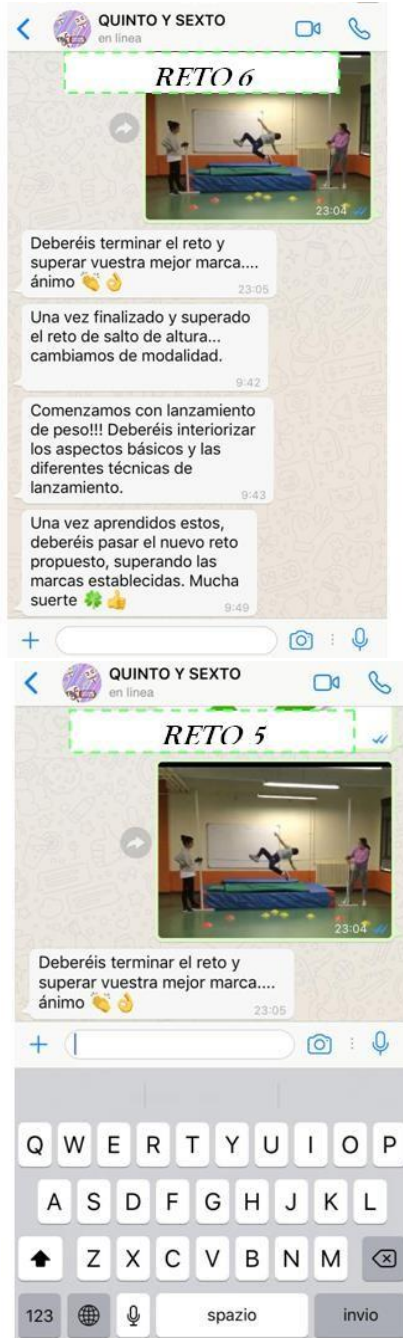 QUINTO Y SEXTO
en linea
RETO 6
23:04
Deberéis terminar el reto y
superar vuestra mejor marca....
ánimo 👏👌
23:05
Una vez finalizado y superado
el reto de salto de altura...
cambiamos de modalidad.
9:42
Comenzamos con lanzamiento
de peso!!! Deberéis interiorizar
los aspectos básicos y las
diferentes técnicas de
lanzamiento.
9:43
Una vez aprendidos estos,
deberéis pasar el nuevo reto
propuesto, superando las
marcas establecidas. Mucha
suerte 🍀👍
9:49
QUINTO Y SEXTO
en linea
RETO 5
23:04
Deberéis terminar el reto y
superar vuestra mejor marca....
ánimo 👏👌
23:05
Q W E R T Y U I O P
A S D F G H J K L
Z X C V B N M
123 spazio invio